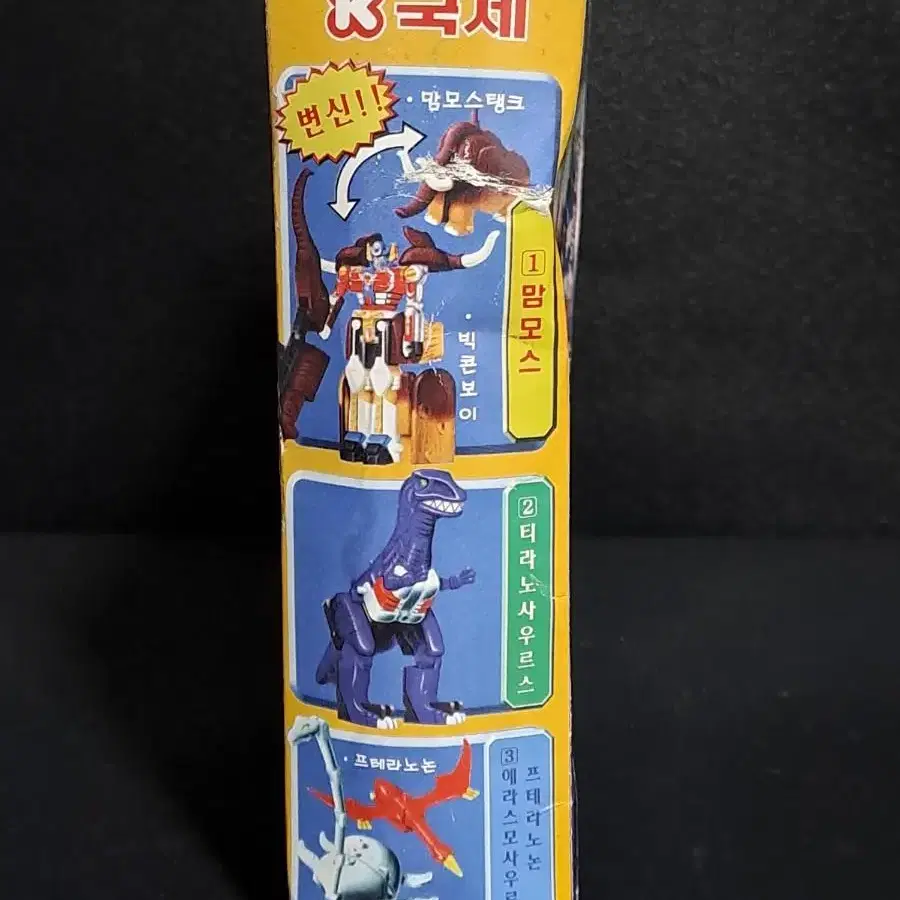 K국제
변신!!
· 맘모스탱크
1 맘모스
· 빅콘보이
2 티라노사우르스
· 프테라노돈
프테라노돈
3 에라스모사우르